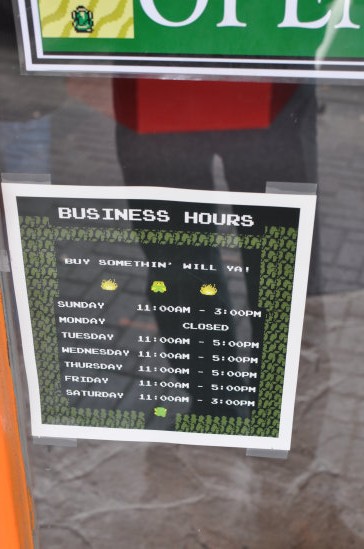 OPEN
BUSINESS HOURS
BUY SOMETHIN' WILL YA!
SUNDAY 11:00AM - 3:00PM
MONDAY CLOSED
TUESDAY 11:00AM - 5:00PM
WEDNESDAY 11:00AM - 5:00PM
THURSDAY 11:00AM - 5:00PM
FRIDAY 11:00AM - 5:00PM
SATURDAY 11:00AM - 3:00PM